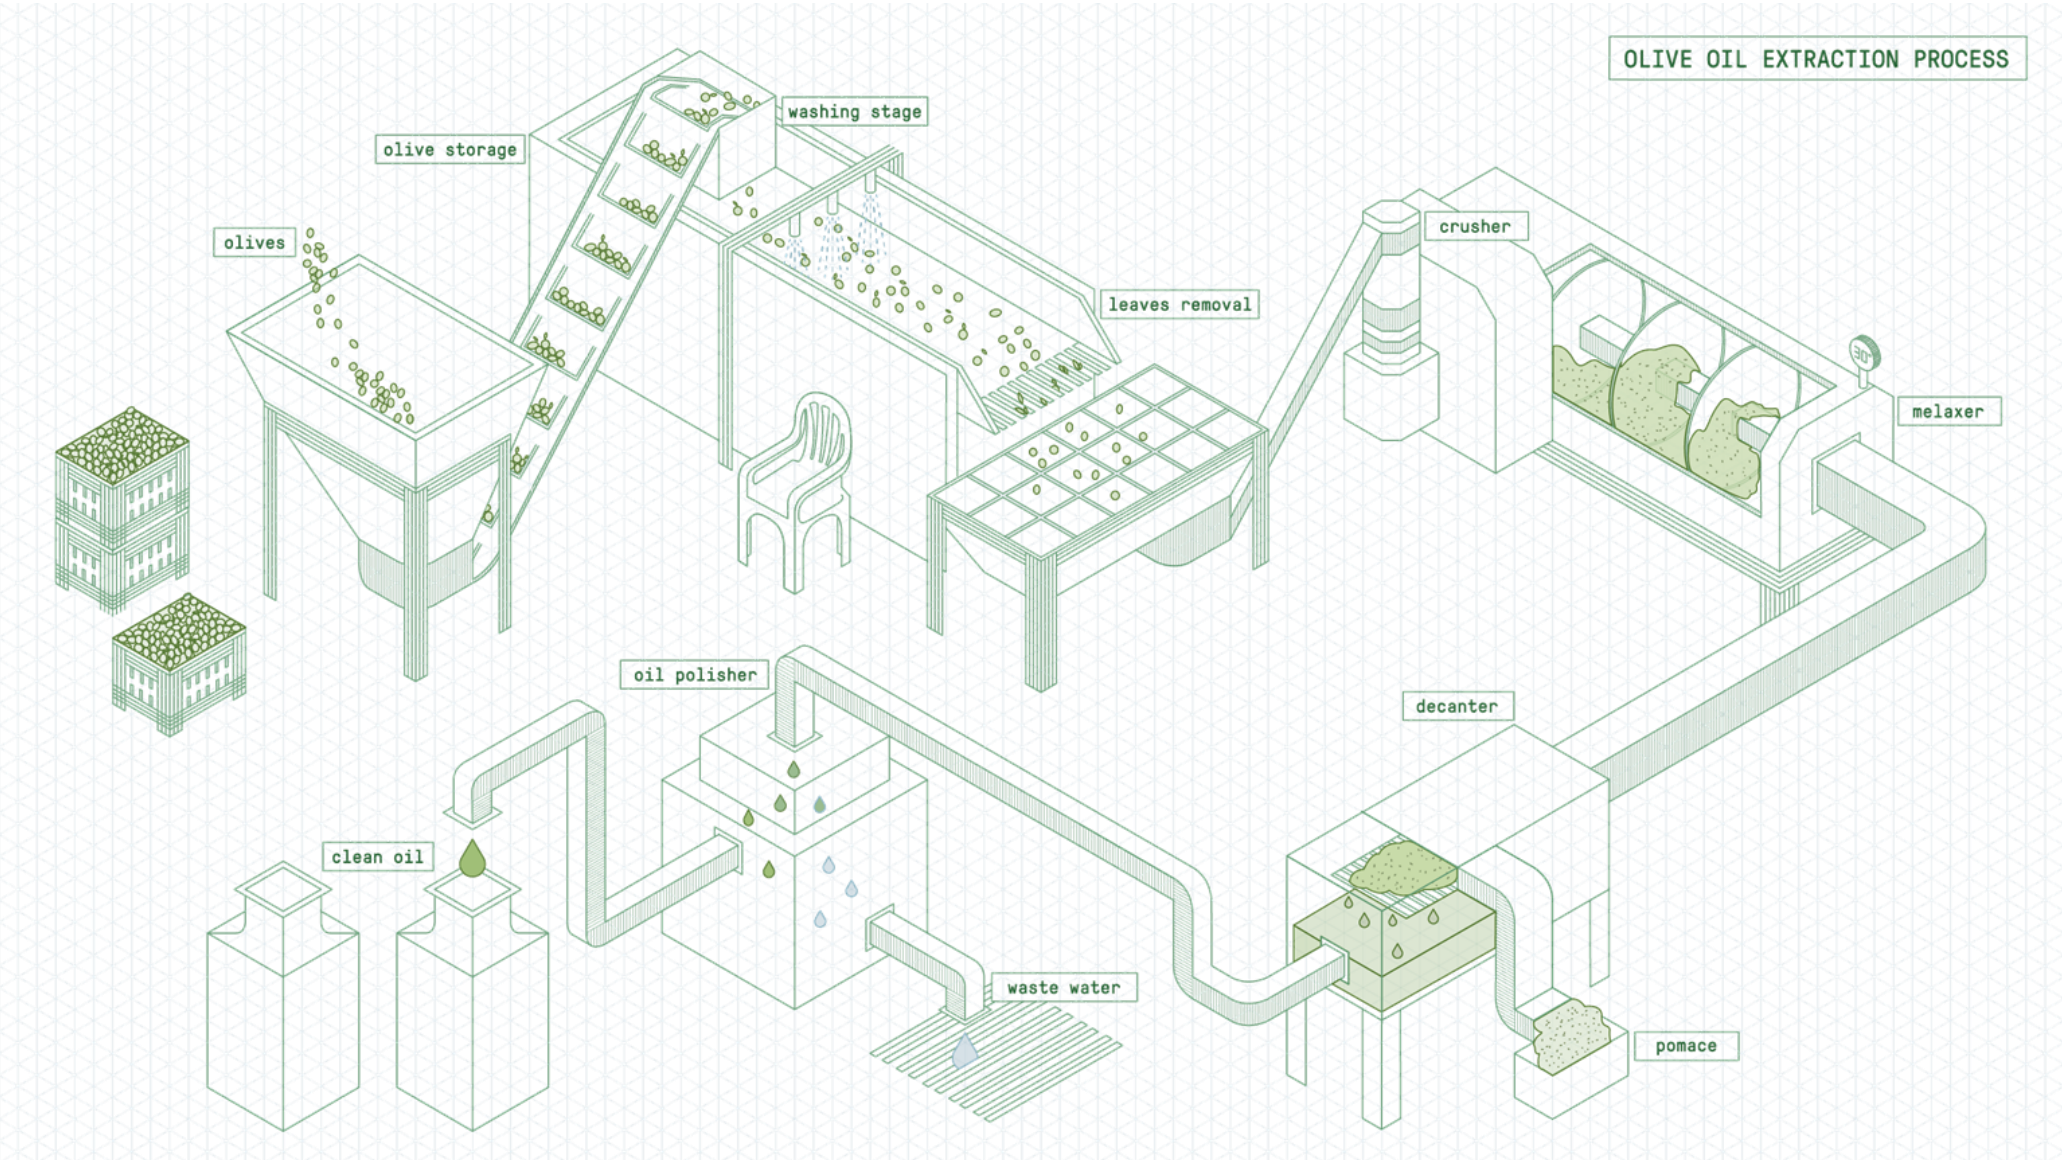 OLIVE OIL EXTRACTION PROCESS
washing stage
olive storage
olives
crusher
leaves removal
30°
melaxer
oil polisher
decanter
clean oil
waste water
pomace